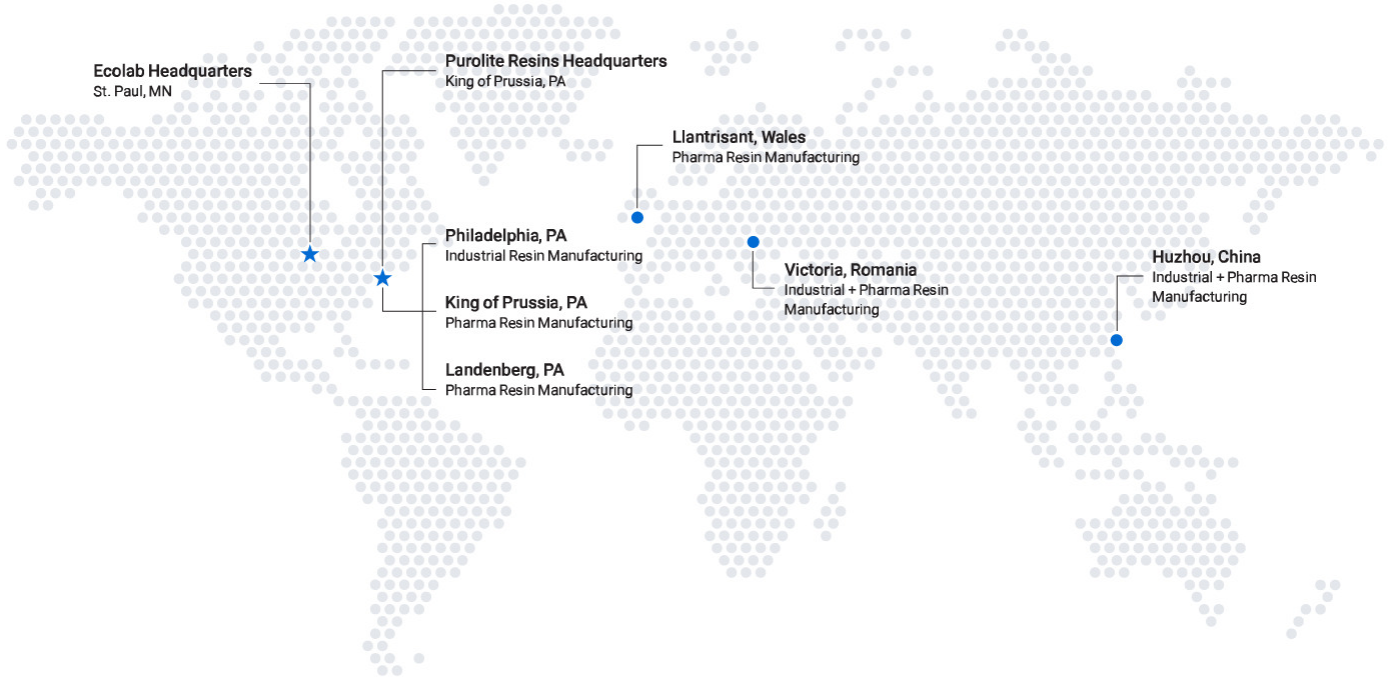 Ecolab Headquarters
St. Paul, MN
Purolite Resins Headquarters
King of Prussia, PA
Llantrisant, Wales
Pharma Resin Manufacturing
Philadelphia, PA
Industrial Resin Manufacturing
King of Prussia, PA
Pharma Resin Manufacturing
Landenberg, PA
Pharma Resin Manufacturing
Victoria, Romania
Industrial + Pharma Resin
Manufacturing
Huzhou, China
Industrial + Pharma Resin
Manufacturing